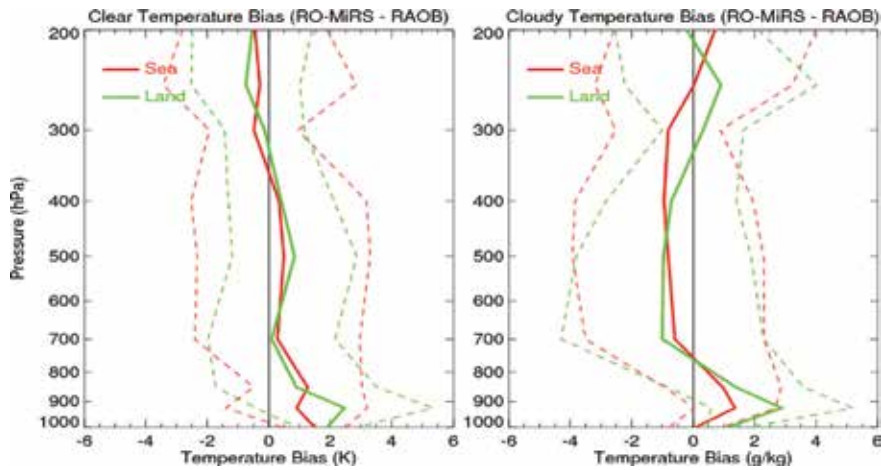 Clear Temperature Bias (RO-MiRS - RAOB)
200
300
400
500
600
700
800
900
1000
Pressure (hPa)
Sea
Land
-6 -4 -2 0 2 4 6
Temperature Bias (K)
Cloudy Temperature Bias (RO-MiRS - RAOB)
200
300
400
500
600
700
800
900
1000
Sea
Land
-6 -4 -2 0 2 4 6
Temperature Bias (g/kg)